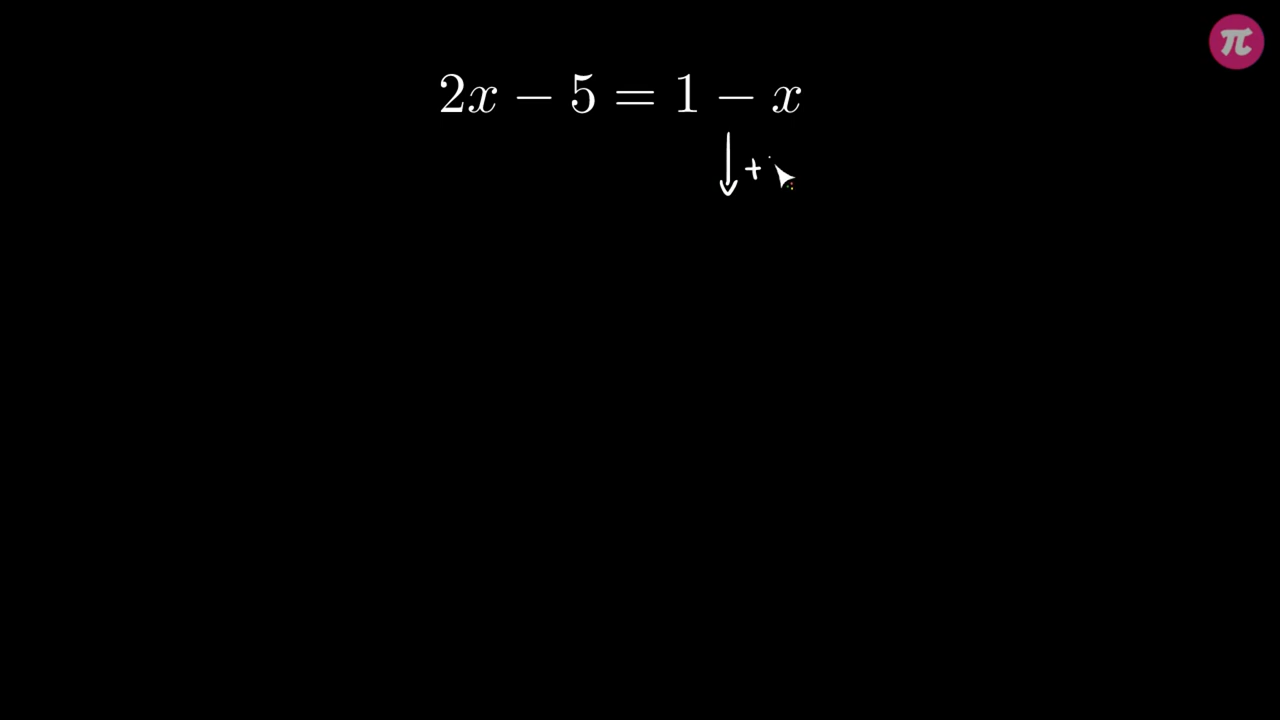 π
2x − 5 = 1 − x
↓ +